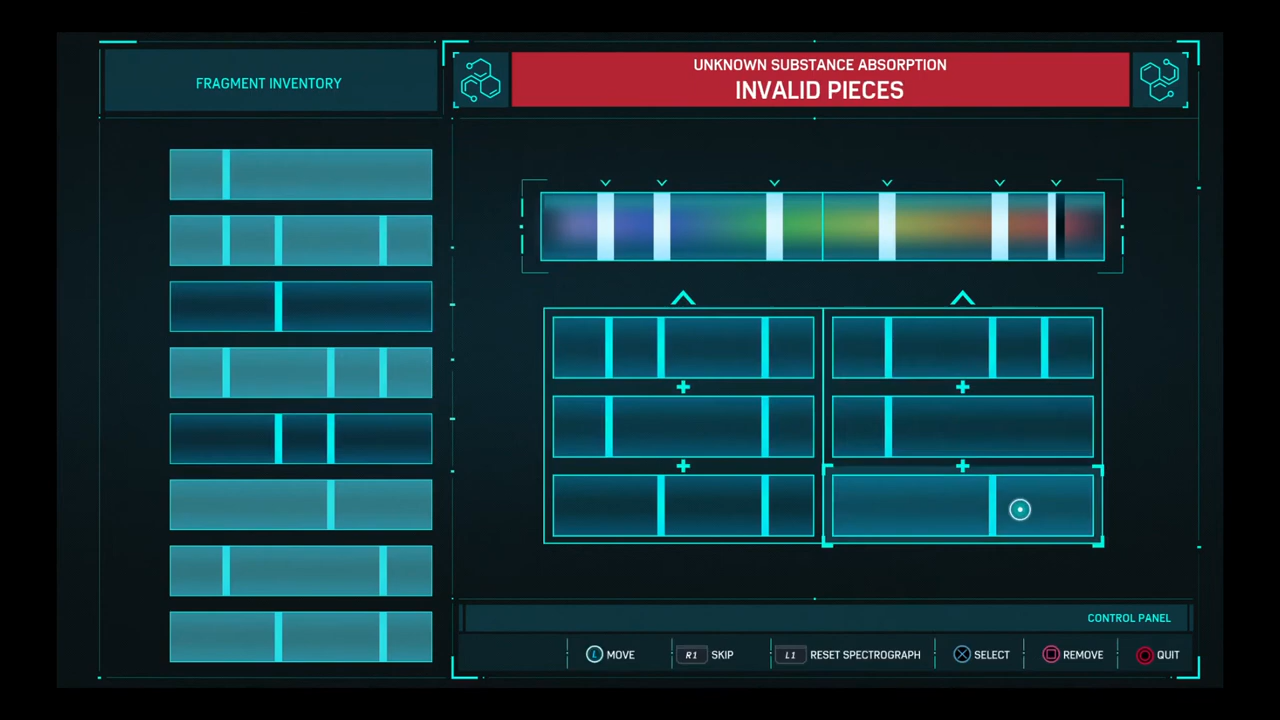 FRAGMENT INVENTORY
UNKNOWN SUBSTANCE ABSORPTION
INVALID PIECES
CONTROL PANEL
L MOVE
R1 SKIP
L1 RESET SPECTROGRAPH
SELECT
REMOVE
QUIT